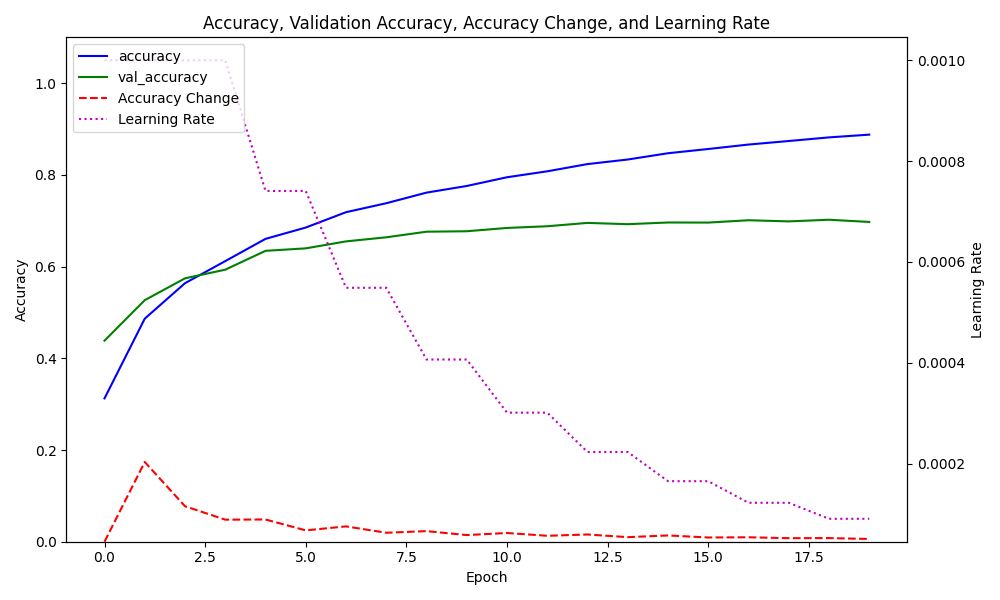 Accuracy, Validation Accuracy, Accuracy Change, and Learning Rate
accuracy
val_accuracy
Accuracy Change
Learning Rate
1.0
0.8
0.6
0.4
0.2
0.0
Accuracy
0.0010
0.0008
0.0006
0.0004
0.0002
Learning Rate
0.0 2.5 5.0 7.5 10.0 12.5 15.0 17.5
Epoch